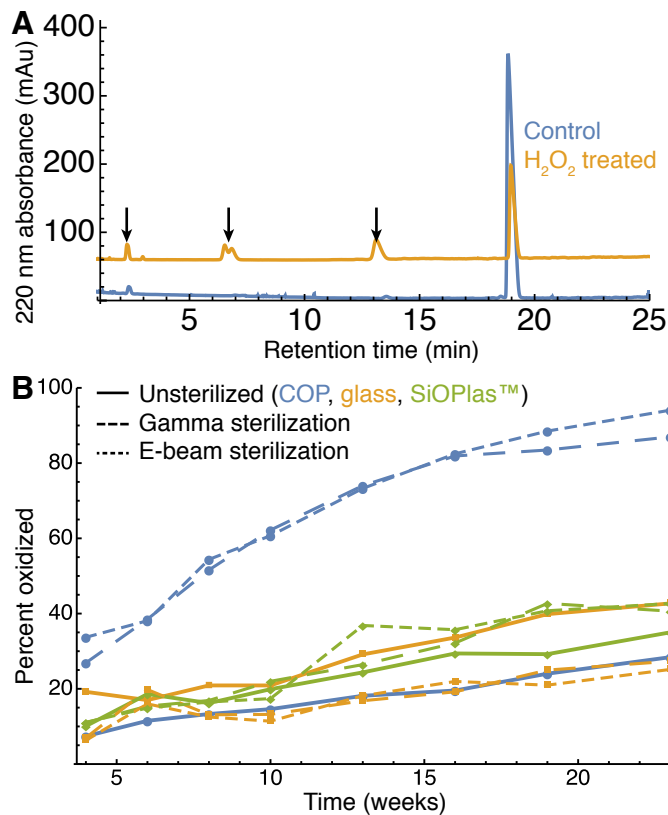 A
400
300
200
100
220 nm absorbance (mAu)
Control
H₂O₂ treated
5 10 15 20 25
Retention time (min)
B
100
80
60
40
20
Percent oxidized
Unsterilized (COP, glass, SiOPlas™)
Gamma sterilization
E-beam sterilization
5 10 15 20
Time (weeks)